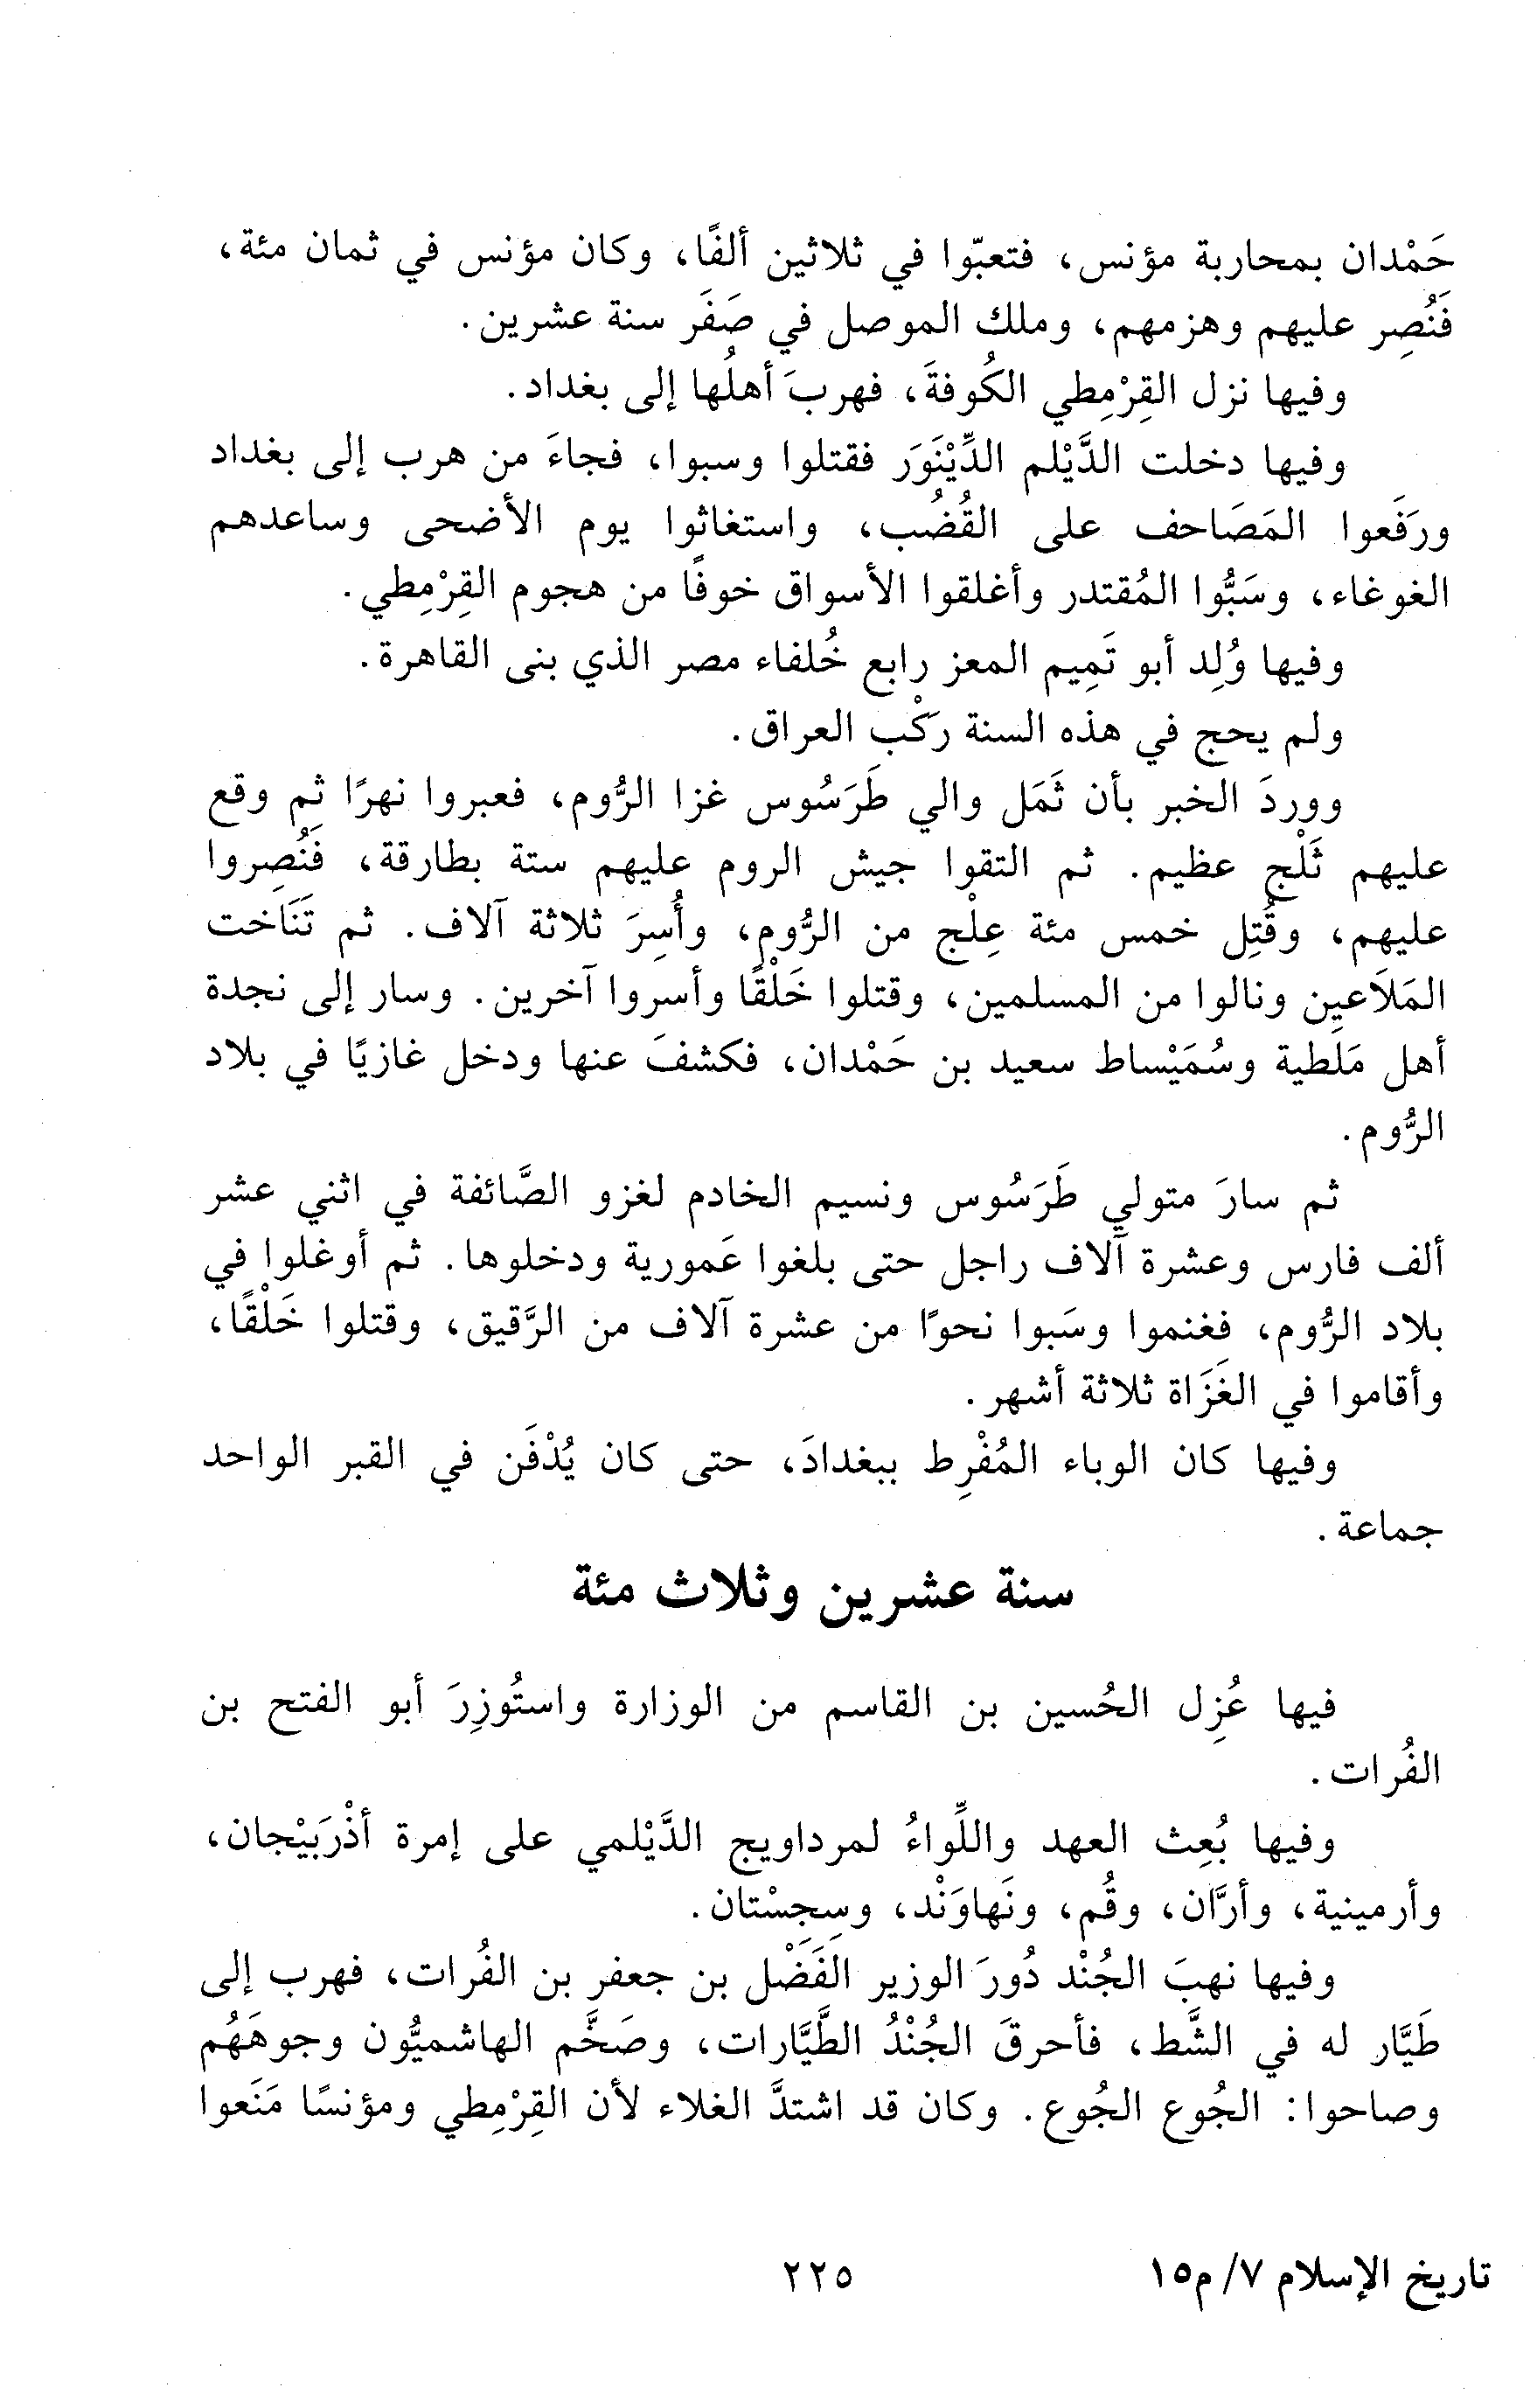 حَمْدان بمحاربة مؤنس، فتعبّوا في ثلاثين ألفًا، وكان مؤنس في ثمان مئة،
فَنُصِر عليهم وهزمهم، وملك الموصل في صَفَر سنة عشرين.
وفيها نزل القِرْمِطي الكُوفةَ، فهربَ أهلُها إلى بغداد.
وفيها دخلت الدَّيْلم الدِّيْنَوَر فقتلوا وسبوا، فجاءَ من هرب إلى بغداد
ورَفَعوا المَصَاحف على القُضُب، واستغاثوا يوم الأضحى وساعدهم
الغوغاء، وسَبُّوا المُقتدر وأغلقوا الأسواق خوفًا من هجوم القِرْمِطي.
وفيها وُلِد أبو تَمِيم المعز رابع خُلفاء مصر الذي بنى القاهرة.
ولم يحج في هذه السنة رَكْب العراق.
ووردَ الخبر بأن ثَمَل والي طَرَسُوس غزا الرُّوم، فعبروا نهرًا ثم وقع
عليهم ثَلْج عظيم. ثم التقوا جيش الروم عليهم ستة بطارقة، فَنُصِروا
عليهم، وقُتِل خمس مئة عِلْج من الرُّوم، وأُسِرَ ثلاثة آلاف. ثم تَنَاخت
المَلَاعِين ونالوا من المسلمين، وقتلوا خَلْقًا وأسروا آخرين. وسار إلى نجدة
أهل مَلَطية وسُمَيْساط سعيد بن حَمْدان، فكشفَ عنها ودخل غازيًا في بلاد
الرُّوم.
ثم سارَ متولي طَرَسُوس ونسيم الخادم لغزو الصَّائفة في اثني عشر
ألف فارس وعشرة آلاف راجل حتى بلغوا عَمورية ودخلوها. ثم أوغلوا في
بلاد الرُّوم، فغنموا وسَبوا نحوًا من عشرة آلاف من الرَّقيق، وقتلوا خَلْقًا،
وأقاموا في الغَزَاة ثلاثة أشهر.
وفيها كان الوباء المُفْرِط ببغدادَ، حتى كان يُدْفَن في القبر الواحد
جماعة.
سنة عشرين وثلاث مئة
فيها عُزِل الحُسين بن القاسم من الوزارة واستُوزِرَ أبو الفتح بن
الفُرات.
وفيها بُعِث العهد واللِّواءُ لمرداويج الدَّيْلمي على إمرة أذْرَبَيْجان،
وأرمينية، وأرَّان، وقُم، ونَهاوَنْد، وسِجِسْتان.
وفيها نهبَ الجُنْد دُورَ الوزير الفَضْل بن جعفر بن الفُرات، فهرب إلى
طَيَّار له في الشَّط، فأحرقَ الجُنْدُ الطَّيَّارات، وصَخَّم الهاشميُّون وجوهَهُم
وصاحوا: الجُوع الجُوع. وكان قد اشتدَّ الغلاء لأن القِرْمِطي ومؤنسًا مَنَعوا
تاريخ الإسلام ٧/ م١٥
٢٢٥